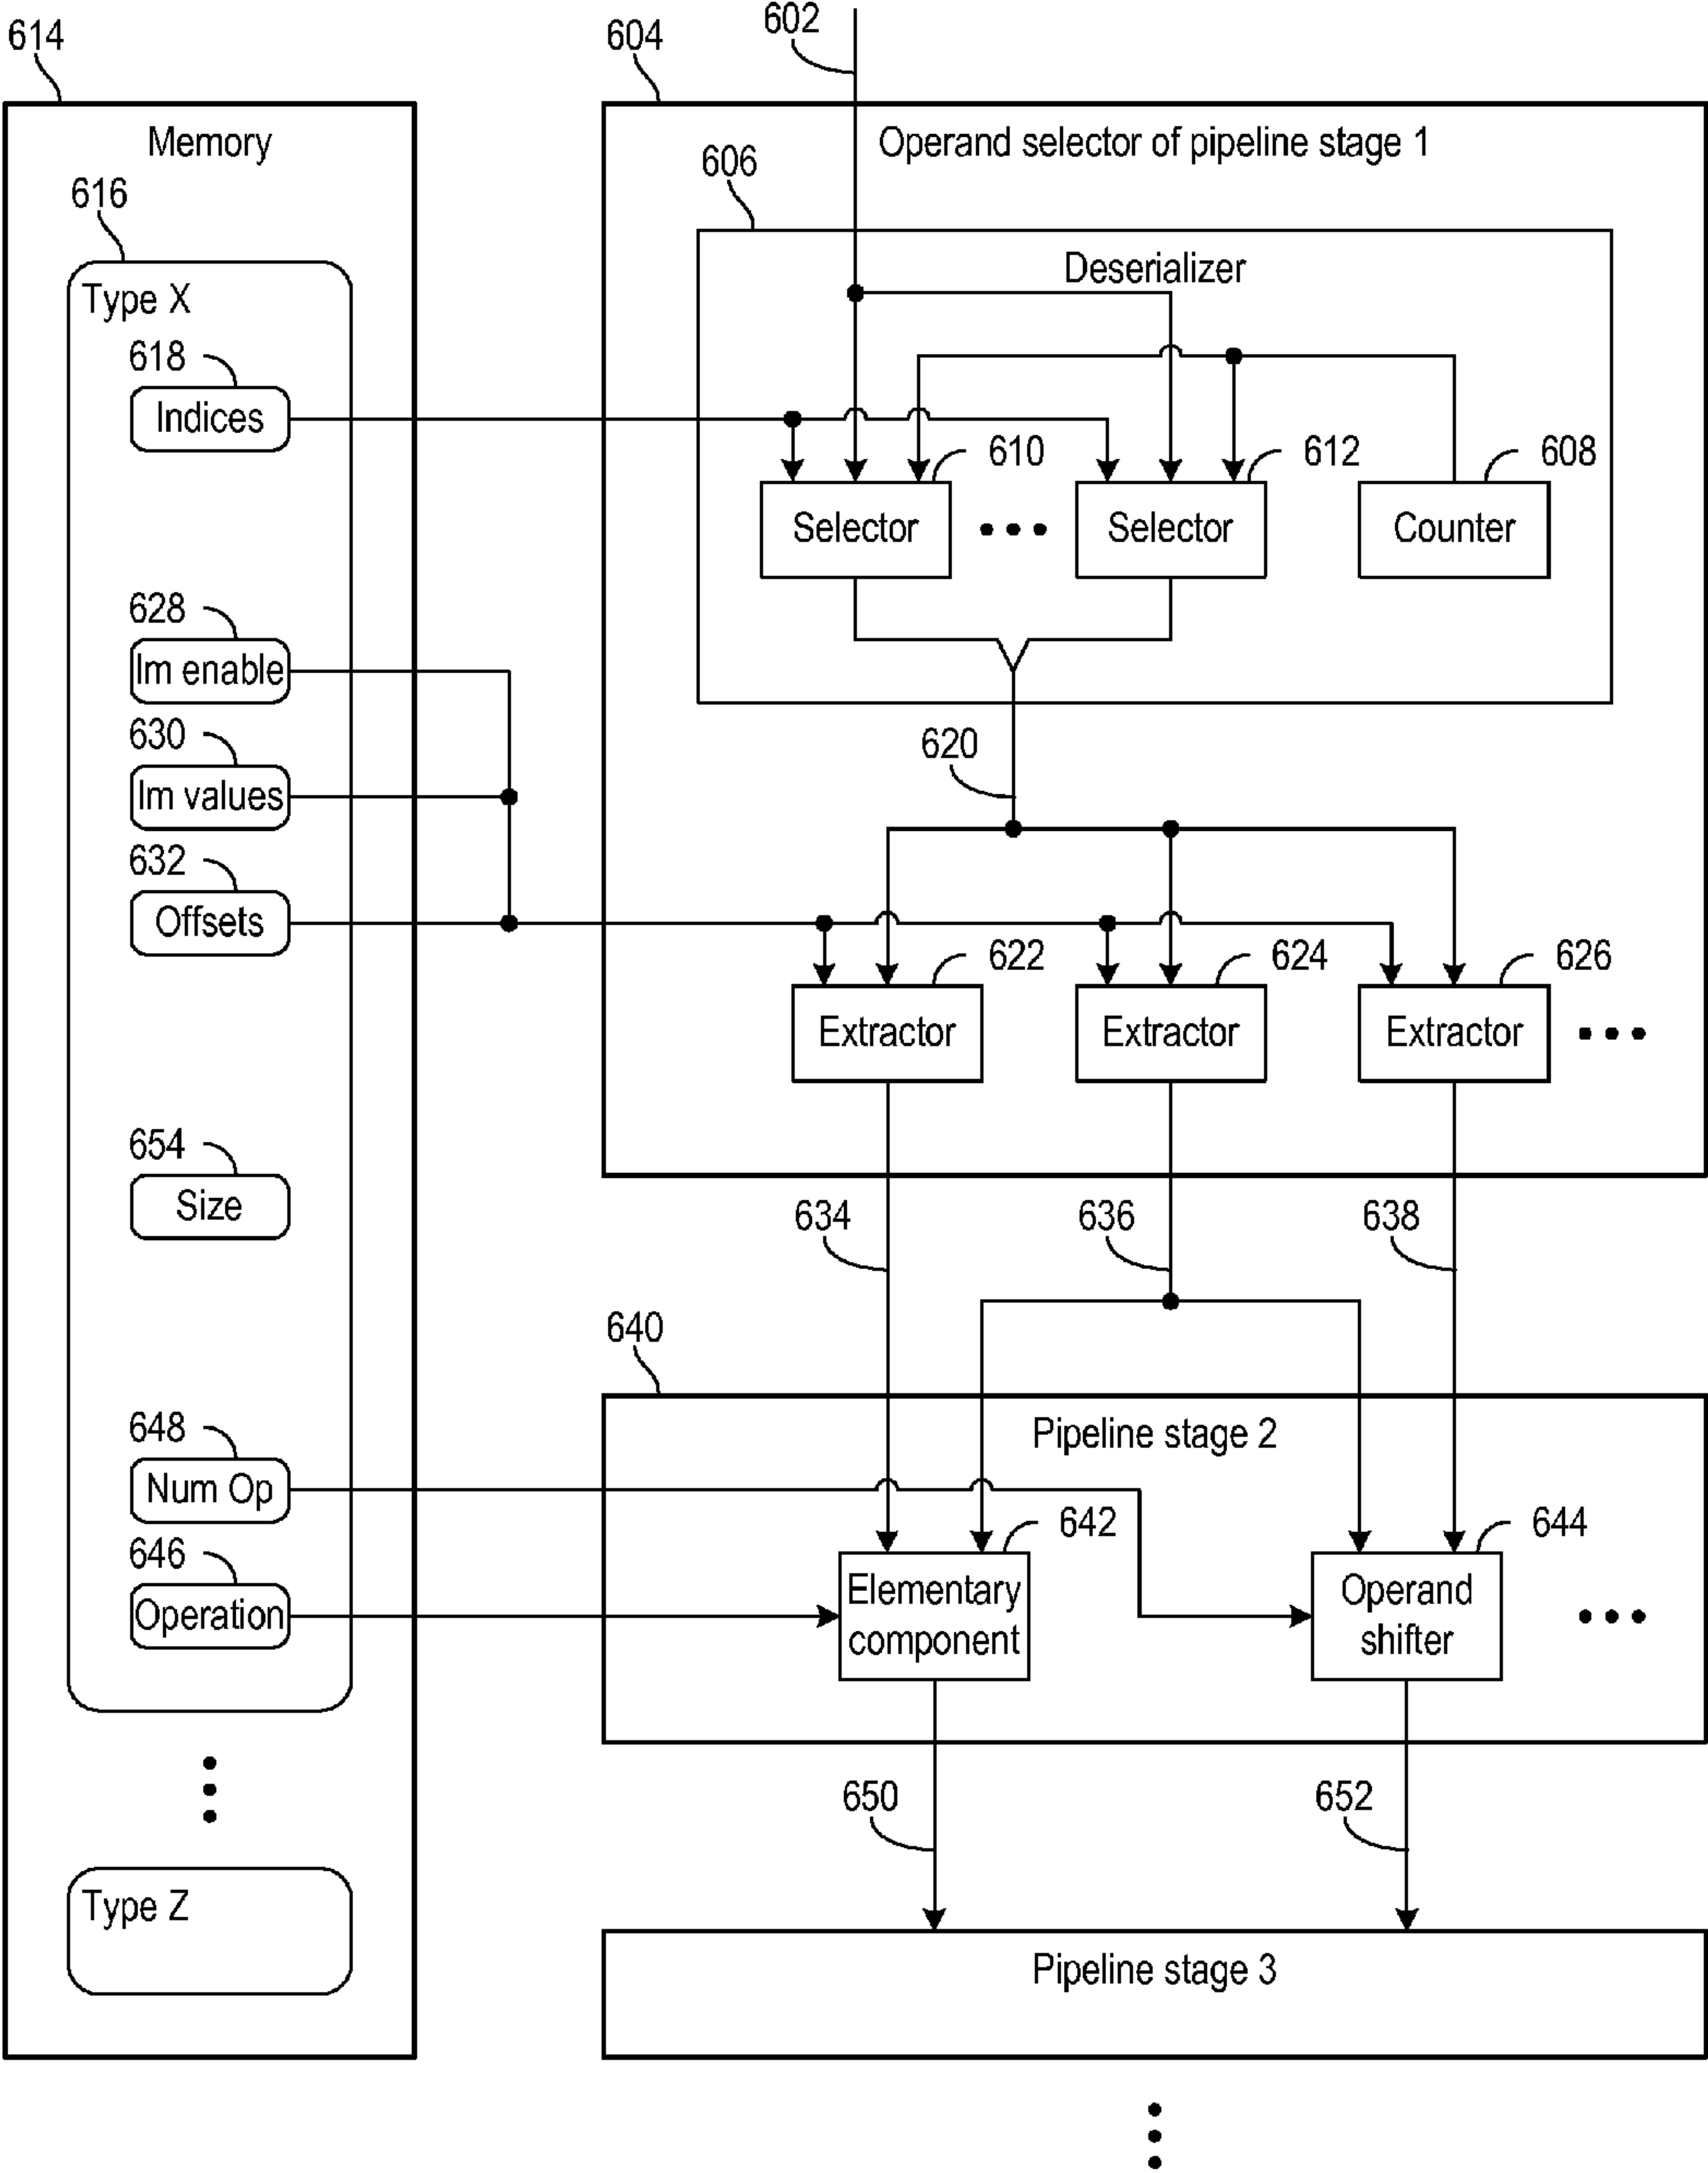 602
614
604
Memory
Operand selector of pipeline stage 1
606
616
Deserializer
Type X
618
Indices
610
612
608
Selector
Selector
Counter
628
Im enable
630
620
Im values
632
Offsets
622
624
626
Extractor
Extractor
Extractor
654
Size
634
636
638
640
648
Pipeline stage 2
Num Op
642
644
646
Operation
Elementary
component
Operand
shifter
650
652
Type Z
Pipeline stage 3